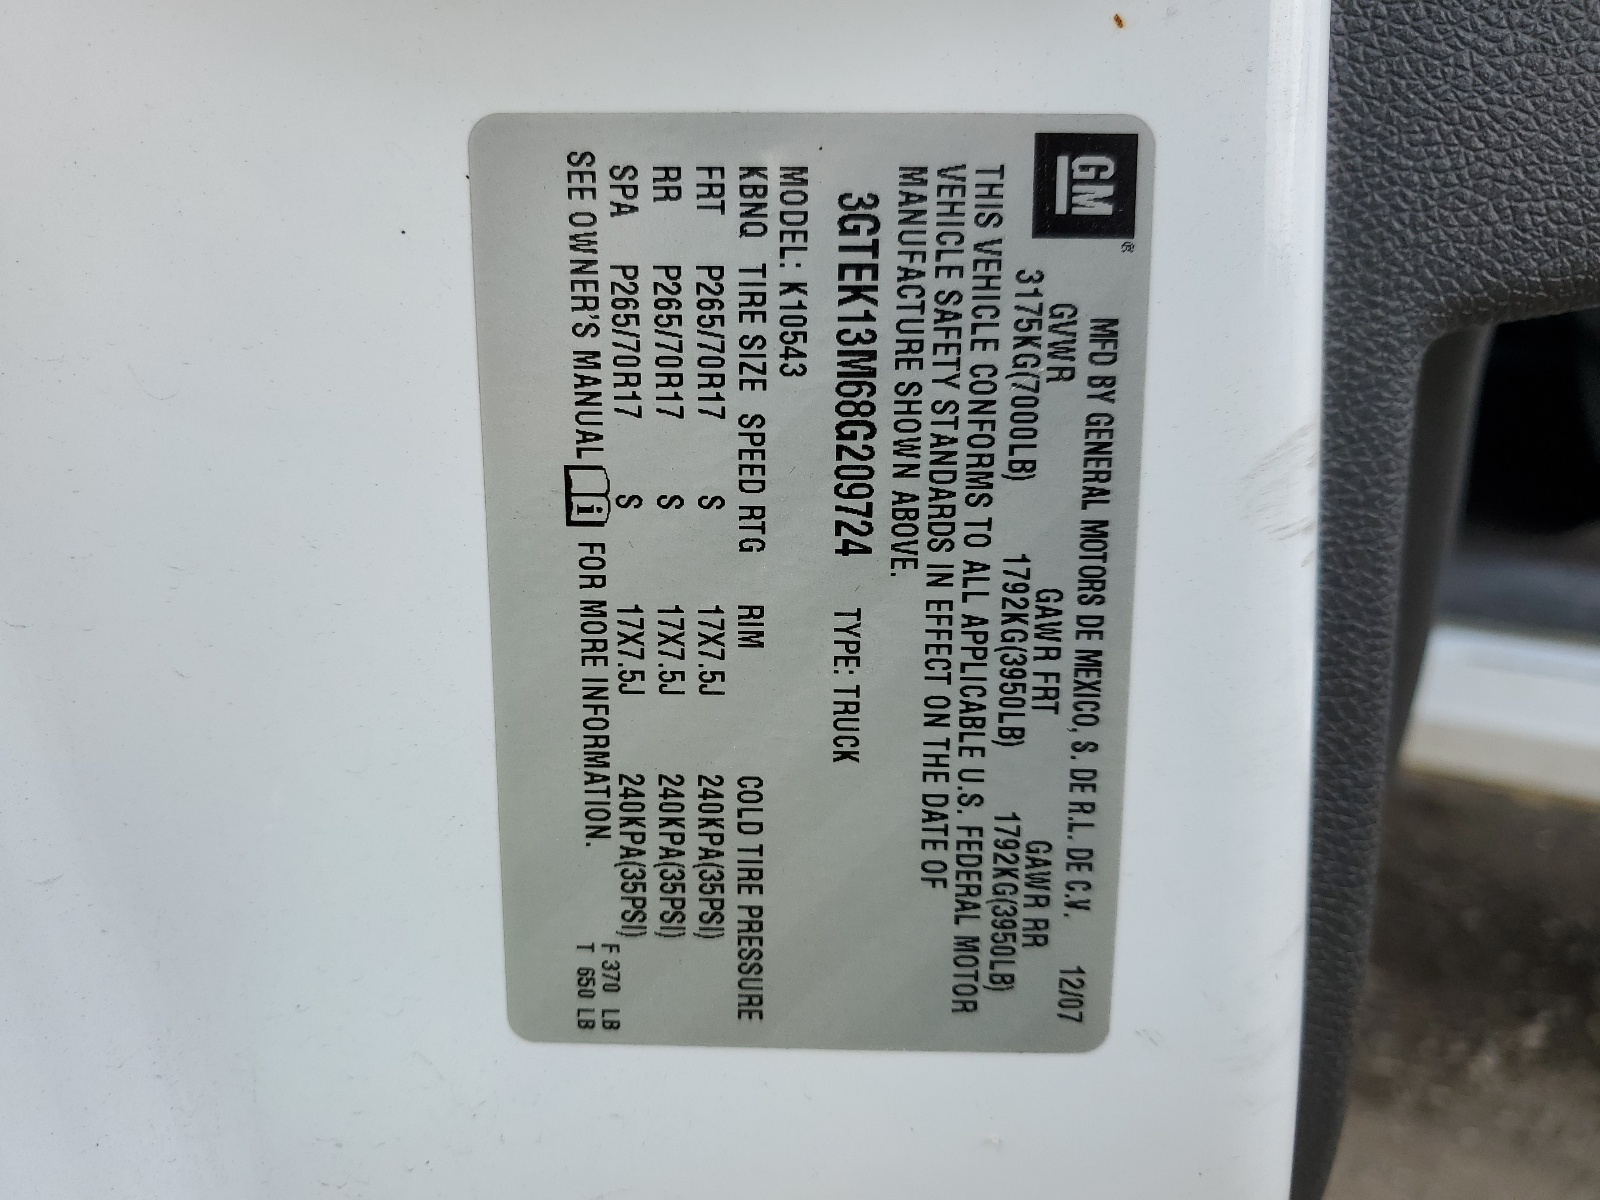 GM ®
MFD BY GENERAL MOTORS DE MEXICO, S. DE R.L. DE C.V. 12/07
GVWR GAWR FRT GAWR RR
3175KG(7000LB) 1792KG(3950LB) 1792KG(3950LB)
THIS VEHICLE CONFORMS TO ALL APPLICABLE U.S. FEDERAL MOTOR
VEHICLE SAFETY STANDARDS IN EFFECT ON THE DATE OF
MANUFACTURE SHOWN ABOVE.
3GTEK13M68G209724 TYPE: TRUCK
MODEL: K10543
KBNQ TIRE SIZE SPEED RTG RIM COLD TIRE PRESSURE
FRT P265/70R17 S 17X7.5J 240KPA(35PSI)
RR P265/70R17 S 17X7.5J 240KPA(35PSI)
SPA P265/70R17 S 17X7.5J 240KPA(35PSI)
SEE OWNER'S MANUAL i FOR MORE INFORMATION.
F 370 LB
T 650 LB